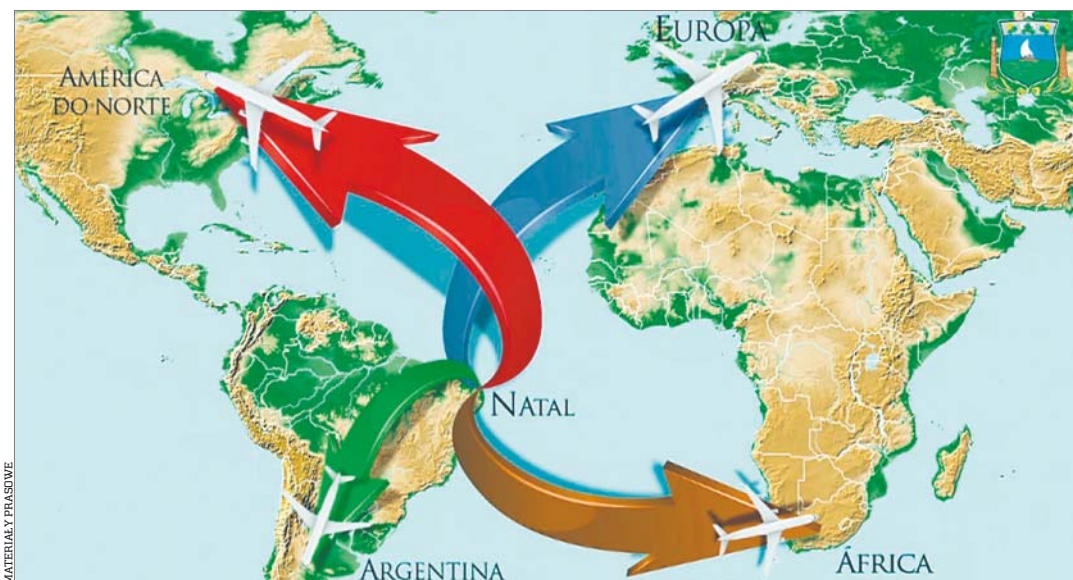 EUROPA
AMÉRICA
DO NORTE
NATAL
ARGENTINA
ÁFRICA
MATERIAŁY PRASOWE